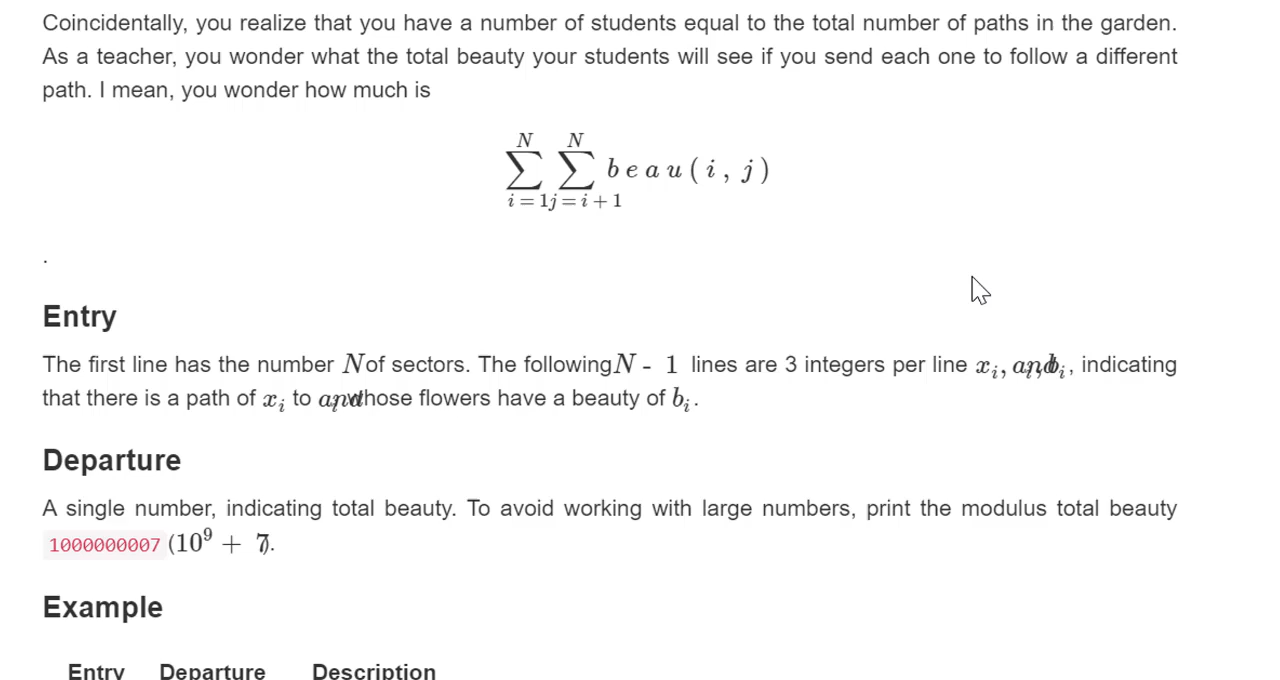 Coincidentally, you realize that you have a number of students equal to the total number of paths in the garden.
As a teacher, you wonder what the total beauty your students will see if you send each one to follow a different
path. I mean, you wonder how much is
N N
∑ ∑ beau(i, j)
i=1 j=i+1
.
Entry
The first line has the number N of sectors. The following N - 1 lines are 3 integers per line x_i, and b_i, indicating
that there is a path of x_i to and whose flowers have a beauty of b_i.
Departure
A single number, indicating total beauty. To avoid working with large numbers, print the modulus total beauty
1000000007 (10⁹ + 7).
Example
Entry Departure Description